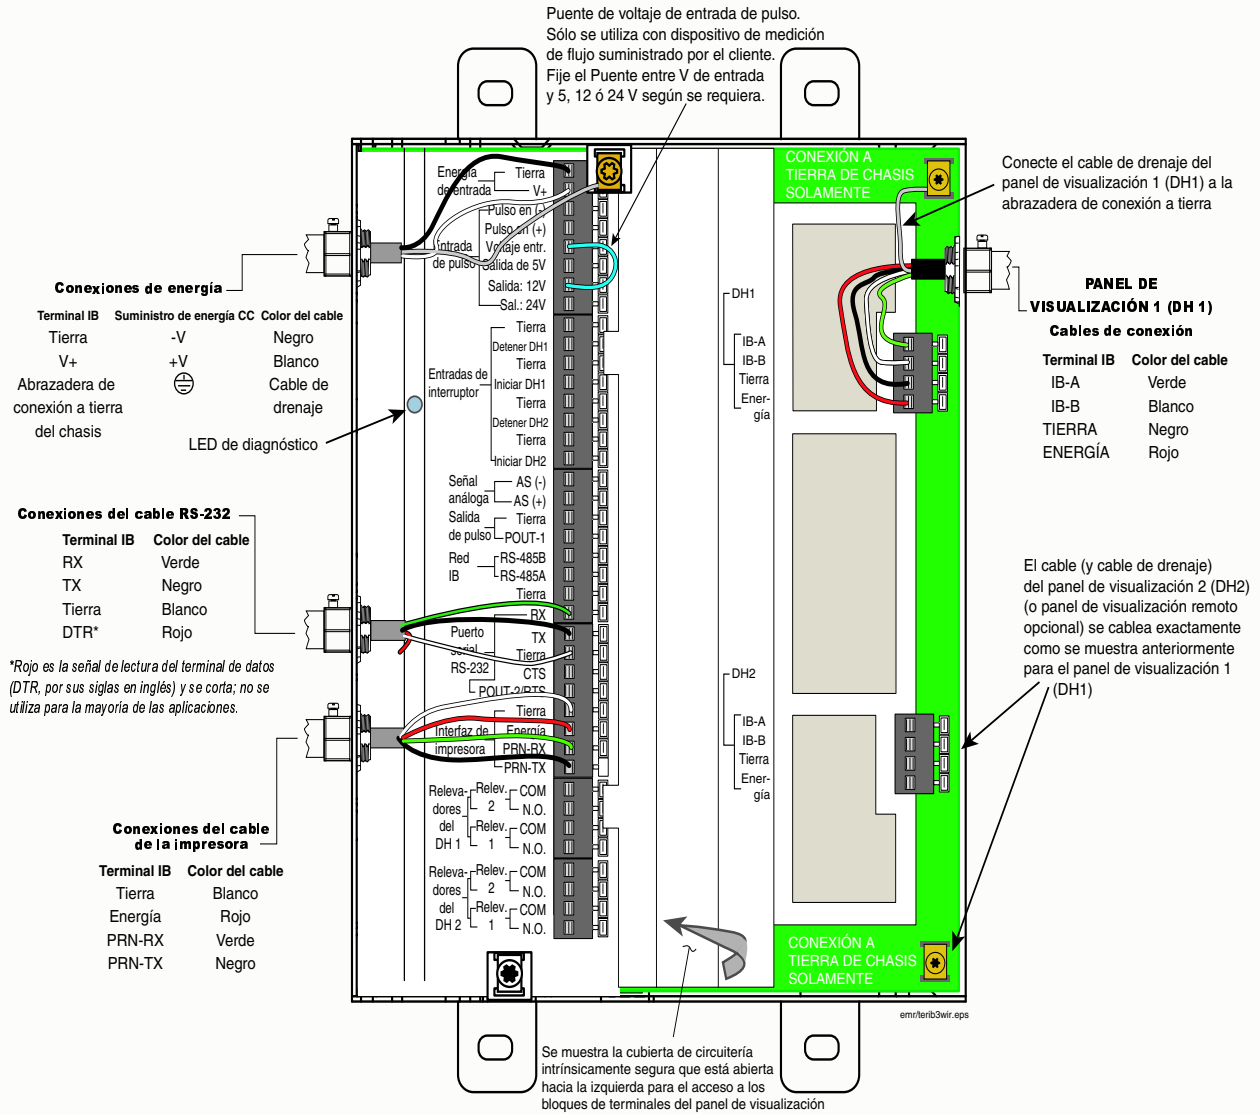 Puente de voltaje de entrada de pulso.
Sólo se utiliza con dispositivo de medición
de flujo suministrado por el cliente.
Fije el Puente entre V de entrada
y 5, 12 ó 24 V según se requiera.
CONEXIÓN A
TIERRA DE CHASIS
SOLAMENTE
Conecte el cable de drenaje del
panel de visualización 1 (DH1) a la
abrazadera de conexión a tierra
Energía
de entrada
Tierra
V+
Entrada
de pulso
Pulso en (-)
Pulso en (+)
Voltaje entr.
Salida de 5V
Salida: 12V
Sal.: 24V
Entradas de
interruptor
Tierra
Detener DH1
Tierra
Iniciar DH1
Tierra
Detener DH2
Tierra
Iniciar DH2
Señal
análoga
AS (-)
AS (+)
Salida
de pulso
Tierra
POUT-1
Red
IB
RS-485B
RS-485A
Tierra
Puerto
serial
RS-232
RX
TX
Tierra
CTS
POUT-2/RTS
Interfaz de
impresora
Tierra
Energía
PRN-RX
PRN-TX
Releva-
dores
del
DH 1
Relev.
2
COM
N.O.
Relev.
1
COM
N.O.
Releva-
dores
del
DH 2
Relev.
2
COM
N.O.
Relev.
1
COM
N.O.
Conexiones de energía
Terminal IB Suministro de energía CC Color del cable
Tierra -V Negro
V+ +V Blanco
Abrazadera de Cable de
conexión a tierra drenaje
del chasis
LED de diagnóstico
Conexiones del cable RS-232
Terminal IB Color del cable
RX Verde
TX Negro
Tierra Blanco
DTR* Rojo
*Rojo es la señal de lectura del terminal de datos
(DTR, por sus siglas en inglés) y se corta; no se
utiliza para la mayoría de las aplicaciones.
Conexiones del cable
de la impresora
Terminal IB Color del cable
Tierra Blanco
Energía Rojo
PRN-RX Verde
PRN-TX Negro
DH1
IB-A
IB-B
Tierra
Ener-
gía
DH2
IB-A
IB-B
Tierra
Ener-
gía
PANEL DE
VISUALIZACIÓN 1 (DH 1)
Cables de conexión
Terminal IB Color del cable
IB-A Verde
IB-B Blanco
TIERRA Negro
ENERGÍA Rojo
El cable (y cable de drenaje)
del panel de visualización 2 (DH2)
(o panel de visualización remoto
opcional) se cablea exactamente
como se muestra anteriormente
para el panel de visualización 1
(DH1)
CONEXIÓN A
TIERRA DE CHASIS
SOLAMENTE
emr/terib3wir.eps
Se muestra la cubierta de circuitería
intrínsicamente segura que está abierta
hacia la izquierda para el acceso a los
bloques de terminales del panel de visualización